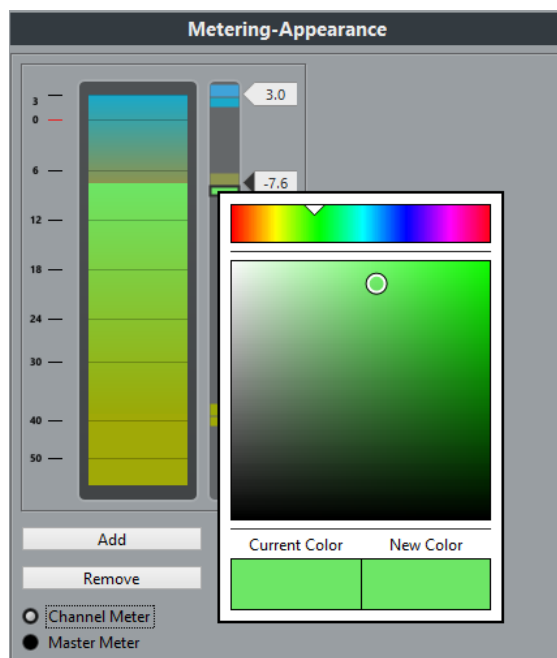 Metering-Appearance
3
3.0
0
6
-7.6
12
18
24
30
40
50
Add
Current Color New Color
Remove
Channel Meter
Master Meter